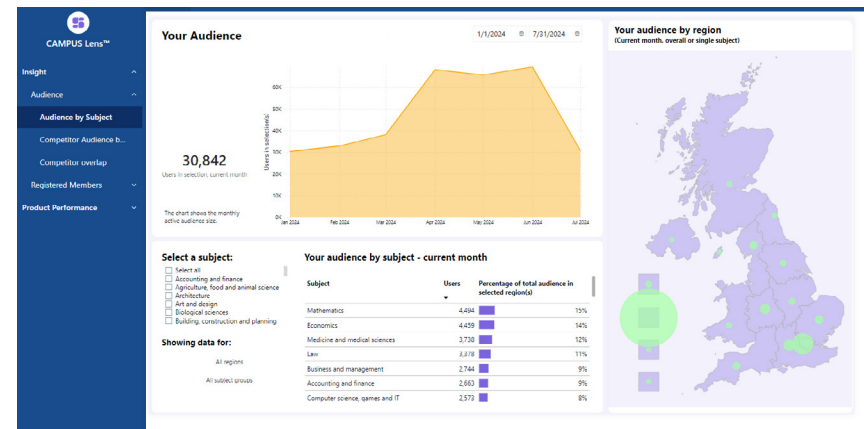 CAMPUS Lens™
Insight
Audience
Audience by Subject
Competitor Audience b...
Competitor overlap
Registered Members
Product Performance
Your Audience
1/1/2024
7/31/2024
30,842
Users in selection, current month
The chart shows the monthly
active audience size.
Users in selection(s)
60K
50K
40K
30K
20K
10K
0K
Jan 2024
Feb 2024
Mar 2024
Apr 2024
May 2024
Jun 2024
Jul 2024
Select a subject:
Select all
Accounting and finance
Agriculture, food and animal science
Architecture
Art and design
Biological sciences
Building, construction and planning
Showing data for:
All regions
All subject groups
Your audience by subject - current month
Subject Users Percentage of total audience in
selected region(s)
Mathematics 4,494 15%
Economics 4,459 14%
Medicine and medical sciences 3,738 12%
Law 3,378 11%
Business and management 2,744 9%
Accounting and finance 2,663 9%
Computer science, games and IT 2,573 8%
Your audience by region
(Current month, overall or single subject)